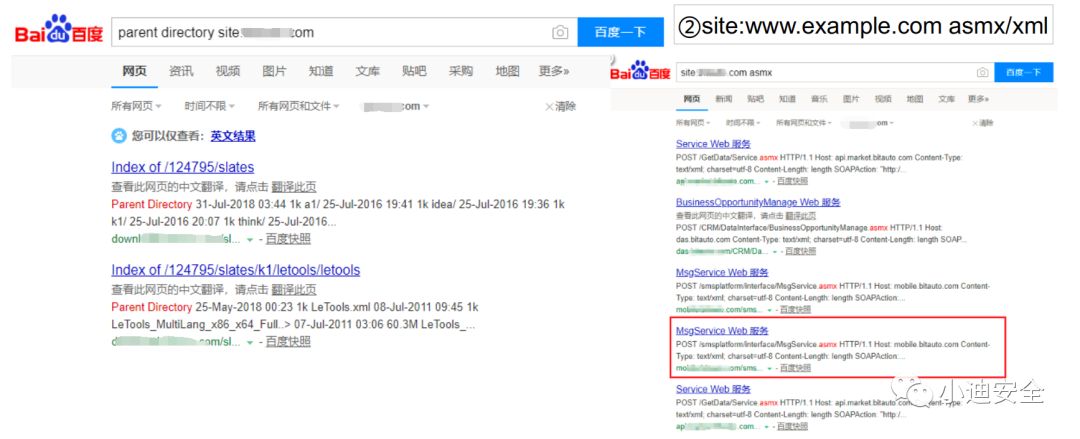 Bai du 百度
parent directory site: .com
百度一下
网页 资讯 视频 图片 知道 文库 贴吧 采购 地图 更多»
所有网页 时间不限 所有网页和文件 com ×清除
您可以仅查看：英文结果
Index of /124795/slates
查看此网页的中文翻译，请点击 翻译此页
Parent Directory 31-Jul-2018 03:44 1k a1/ 25-Jul-2016 19:41 1k idea/ 25-Jul-2016 19:36 1k
k1/ 25-Jul-2016 20:07 1k think/ 25-Jul-2016...
downl /sl... - 百度快照
Index of /124795/slates/k1/letools/letools
查看此网页的中文翻译，请点击 翻译此页
Parent Directory 25-May-2018 00:23 1k LeTools.xml 08-Jul-2011 09:45 1k
LeTools_MultiLang_x86_x64_Full..> 07-Jul-2011 03:06 60.3M LeTools_...
.com/sl... - 百度快照
②site:www.example.com asmx/xml
Bai du 百度
site: .com asmx
百度一下
网页 新闻 贴吧 知道 音乐 图片 视频 地图 文库 更多»
所有网页 时间不限 所有网页和文件 .com ×清除
Service Web 服务
POST /GetData/Service.asmx HTTP/1.1 Host: api.market.bitauto.com Content-Type:
text/xml; charset=utf-8 Content-Length: length SOAPAction: "http:/...
api .com... - 百度快照
BusinessOpportunityManage Web 服务
查看此网页的中文翻译，请点击 翻译此页
POST /CRM/DataInterface/BusinessOpportunityManage.asmx HTTP/1.1 Host:
das.bitauto.com Content-Type: text/xml; charset=utf-8 Content-Length: length SOAP...
das .com/CRM/Da... - 百度快照
MsgService Web 服务
POST /smsplatform/interface/MsgService.asmx HTTP/1.1 Host: mobile.bitauto.com Content-
Type: text/xml; charset=utf-8 Content-Length: length SOAPAction:...
mo .com/sms... - 百度快照
MsgService Web 服务
POST /smsplatform/interface/MsgService.asmx HTTP/1.1 Host: mobile.bitauto.com Content-
Type: text/xml; charset=utf-8 Content-Length: length SOAPAction:...
mo .com/sms... - 百度快照
Service Web 服务
POST /GetData/Service.asmx HTTP/1.1 Host: api.market.bitauto.com Content-Type:
text/xml; charset=utf-8 Content-Length: length SOAPAction: "http:/...
ap .com... - 百度快照
小迪安全